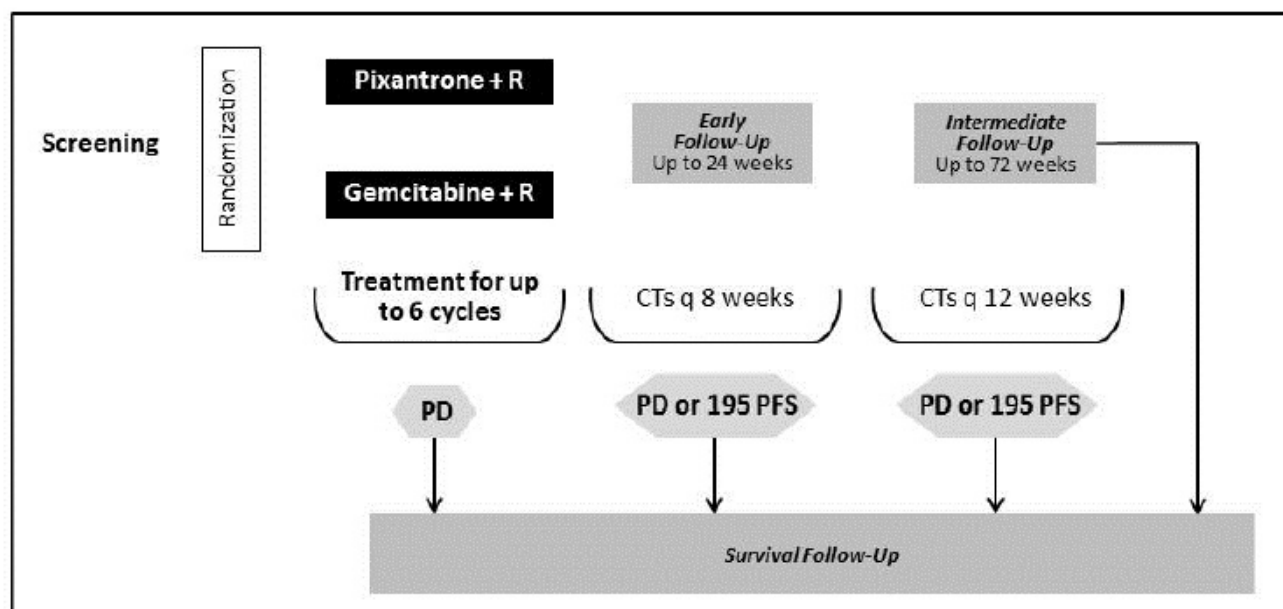 Screening
Randomization
Pixantrone + R
Gemcitabine + R
Treatment for up
to 6 cycles
PD
Early
Follow-Up
Up to 24 weeks
CTs q 8 weeks
PD or 195 PFS
Intermediate
Follow-Up
Up to 72 weeks
CTs q 12 weeks
PD or 195 PFS
Survival Follow-Up